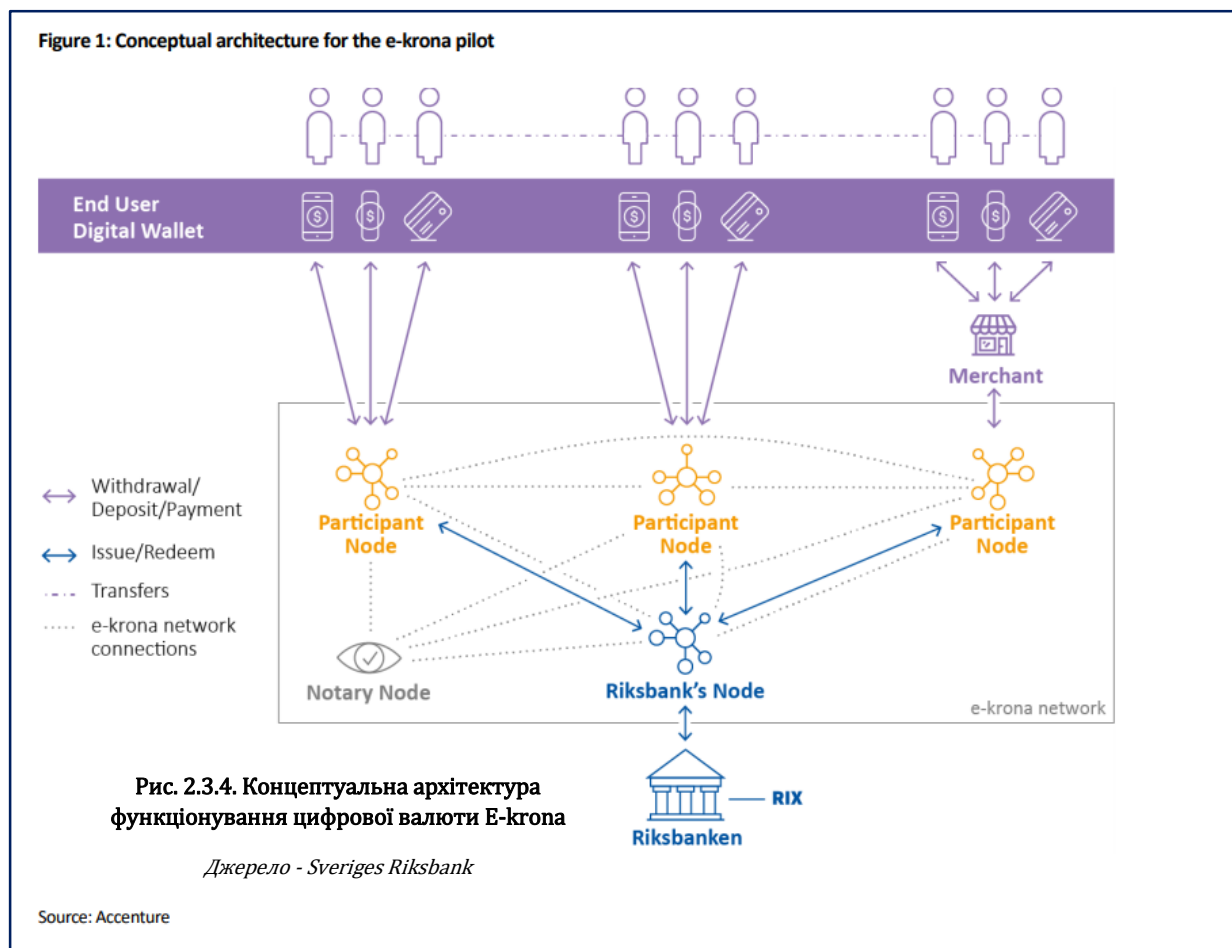 Figure 1: Conceptual architecture for the e-krona pilot
End User
Digital Wallet
$ $ $ $ $ $
Merchant
Withdrawal/
Deposit/Payment
Issue/Redeem
Transfers
e-krona network
connections
Participant
Node
Participant
Node
Participant
Node
Notary Node
Riksbank's Node
e-krona network
RIX
Riksbanken
Рис. 2.3.4. Концептуальна архітектура
функціонування цифрової валюти E-krona
Джерело - Sveriges Riksbank
Source: Accenture